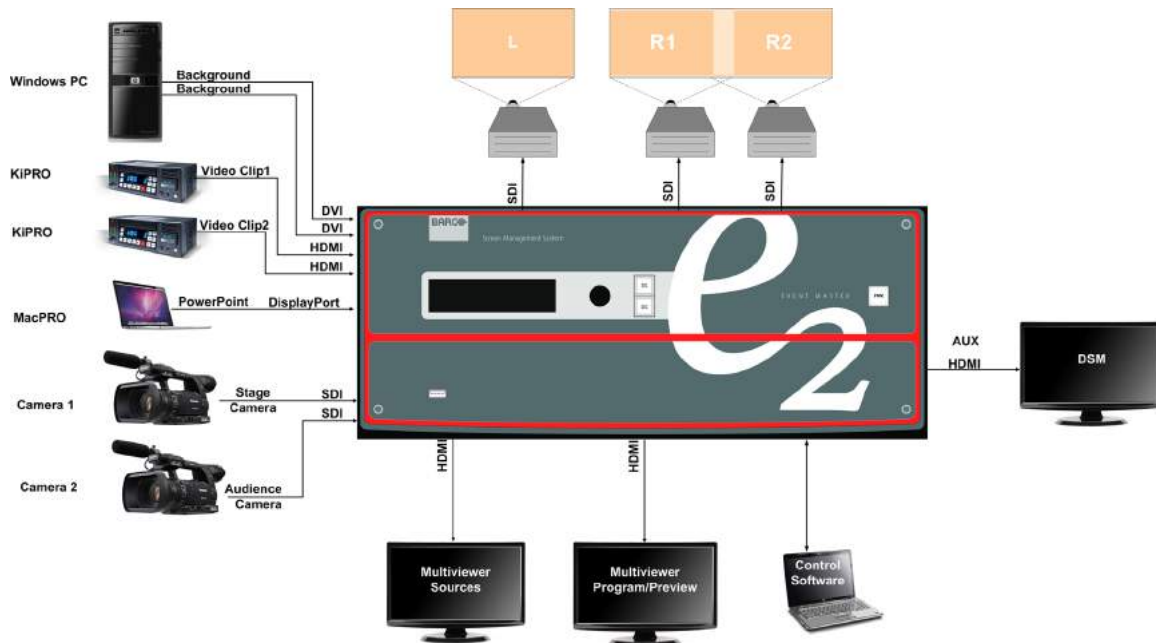 L
R1
R2
Windows PC
Background
Background
SDI
SDI
SDI
KiPRO
Video Clip1
KiPRO
Video Clip2
DVI
DVI
HDMI
HDMI
BARCO
Screen Management System
e2
EVENT MASTER
MacPRO
PowerPoint
DisplayPort
AUX
HDMI
DSM
Camera 1
Stage
Camera
SDI
SDI
Camera 2
Audience
Camera
HDMI
HDMI
Multiviewer
Sources
Multiviewer
Program/Preview
Control
Software